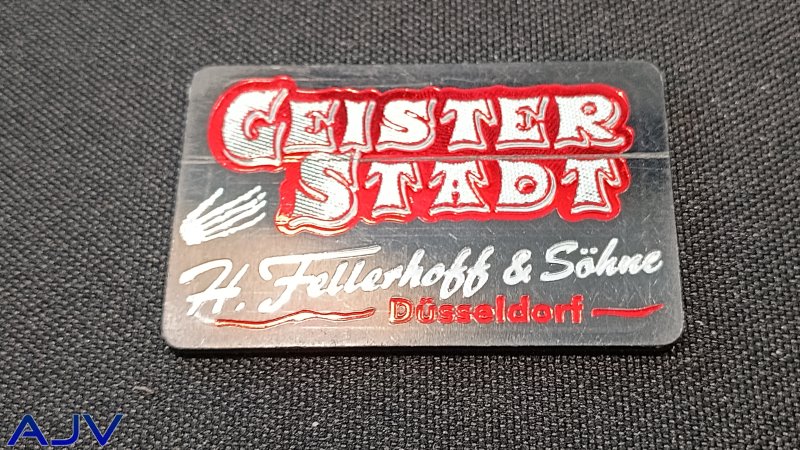 GEISTER
STADT
H. Fellerhoff & Söhne
Düsseldorf
AJV